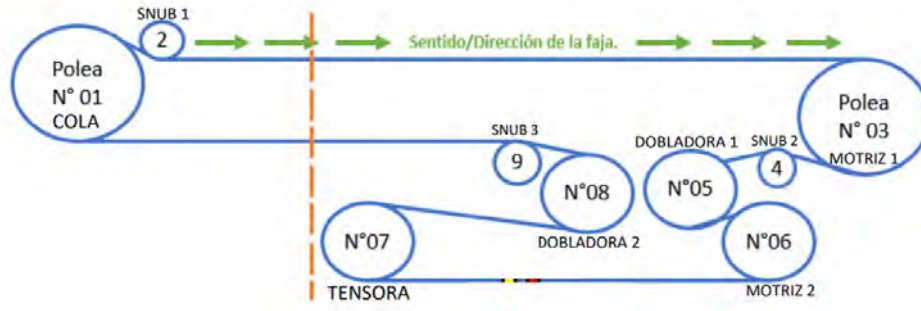 SNUB 1
2
Sentido/Dirección de la faja.
Polea
N° 01
COLA
Polea
N° 03
MOTRIZ 1
SNUB 3
9
DOBLADORA 1
SNUB 2
4
N°08
N°05
DOBLADORA 2
N°07
TENSORA
N°06
MOTRIZ 2